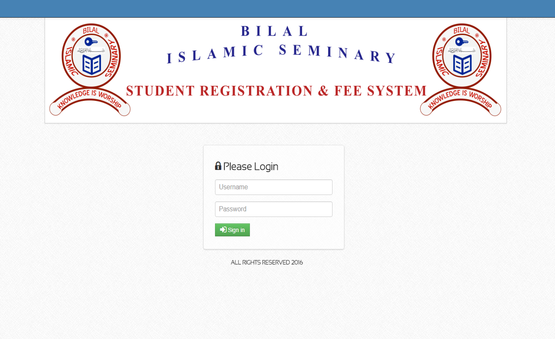 BILAL
ISLAMIC SEMINARY
STUDENT REGISTRATION & FEE SYSTEM
BILAL
ISLAMIC
SEMINARY
KNOWLEDGE IS WORSHIP
BILAL
ISLAMIC
SEMINARY
KNOWLEDGE IS WORSHIP
Please Login
Username
Password
Sign in
ALL RIGHTS RESERVED 2016